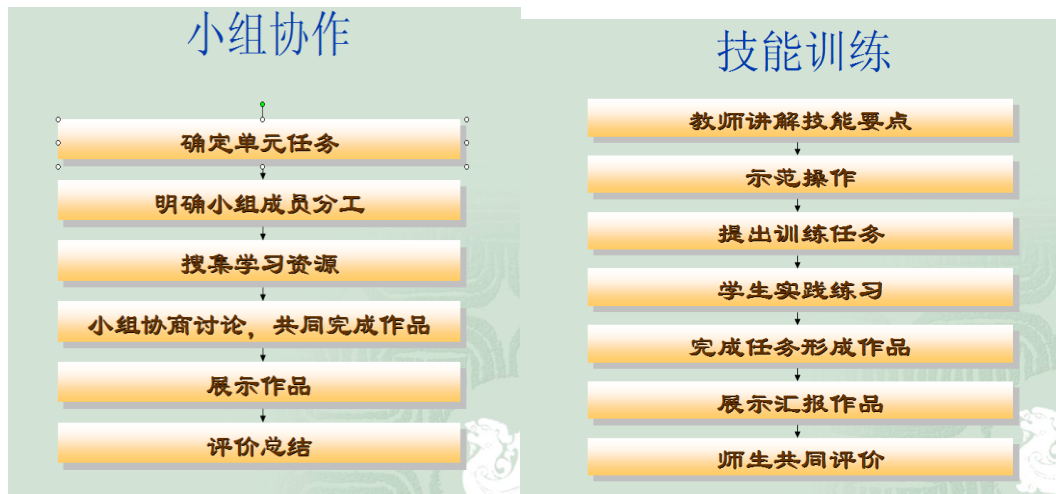 小组协作
确定单元任务
明确小组成员分工
搜集学习资源
小组协商讨论，共同完成作品
展示作品
评价总结
技能训练
教师讲解技能要点
示范操作
提出训练任务
学生实践练习
完成任务形成作品
展示汇报作品
师生共同评价